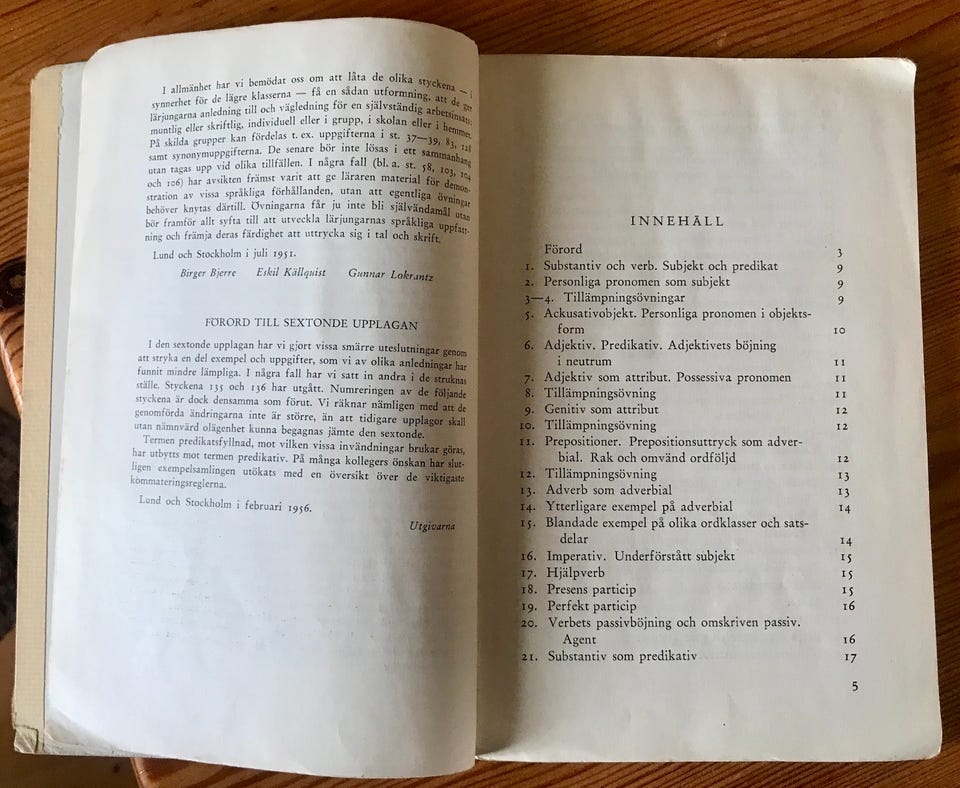 I allmänhet har vi bemödat oss om att låta de olika styckena — i
synnerhet för de lägre klasserna — få en sådan utformning, att de ger
lärjungarna anledning till och vägledning för en självständig arbetsinsats:
muntlig eller skriftlig, individuell eller i grupp, i skolan eller i hemmet.
På skilda grupper kan fördelas t. ex. uppgifterna i st. 37—39, 83, 128
samt synonymuppgifterna. De senare bör inte lösas i ett sammanhang
utan tagas upp vid olika tillfällen. I några fall (bl. a. st. 58, 103, 104
och 106) har avsikten främst varit att ge läraren material för demon-
stration av vissa språkliga förhållanden, utan att egentliga övningar
behöver knytas därtill. Övningarna får ju inte bli självändamål utan
bör framför allt syfta till att utveckla lärjungarnas språkliga uppfatt-
ning och främja deras färdighet att uttrycka sig i tal och skrift.
Lund och Stockholm i juli 1951.
Birger Bjerre Eskil Källquist Gunnar Lokrantz
FÖRORD TILL SEXTONDE UPPLAGAN
I den sextonde upplagan har vi gjort vissa smärre uteslutningar genom
att stryka en del exempel och uppgifter, som vi av olika anledningar har
funnit mindre lämpliga. I några fall har vi satt in andra i de struknas
ställe. Styckena 135 och 136 har utgått. Numreringen av de följande
styckena är dock densamma som förut. Vi räknar nämligen med att de
genomförda ändringarna inte är större, än att tidigare upplagor skall
utan nämnvärd olägenhet kunna begagnas jämte den sextonde.
Termen predikatsfyllnad, mot vilken vissa invändningar brukar göras,
har utbytts mot termen predikativ. På många kollegers önskan har slut-
ligen exempelsamlingen utökats med en översikt över de viktigaste
kommateringsreglerna.
Lund och Stockholm i februari 1956.
Utgivarna
INNEHÅLL
Förord 3
1. Substantiv och verb. Subjekt och predikat 9
2. Personliga pronomen som subjekt 9
3—4. Tillämpningsövningar 9
5. Ackusativobjekt. Personliga pronomen i objekts-
form 10
6. Adjektiv. Predikativ. Adjektivets böjning
i neutrum 11
7. Adjektiv som attribut. Possessiva pronomen 11
8. Tillämpningsövning 11
9. Genitiv som attribut 12
10. Tillämpningsövning 12
11. Prepositioner. Prepositionsuttryck som adver-
bial. Rak och omvänd ordföljd 12
12. Tillämpningsövning 13
13. Adverb som adverbial 13
14. Ytterligare exempel på adverbial 14
15. Blandade exempel på olika ordklasser och sats-
delar 14
16. Imperativ. Underförstått subjekt 15
17. Hjälpverb 15
18. Presens particip 15
19. Perfekt particip 16
20. Verbets passivböjning och omskriven passiv.
Agent 16
21. Substantiv som predikativ 17
5